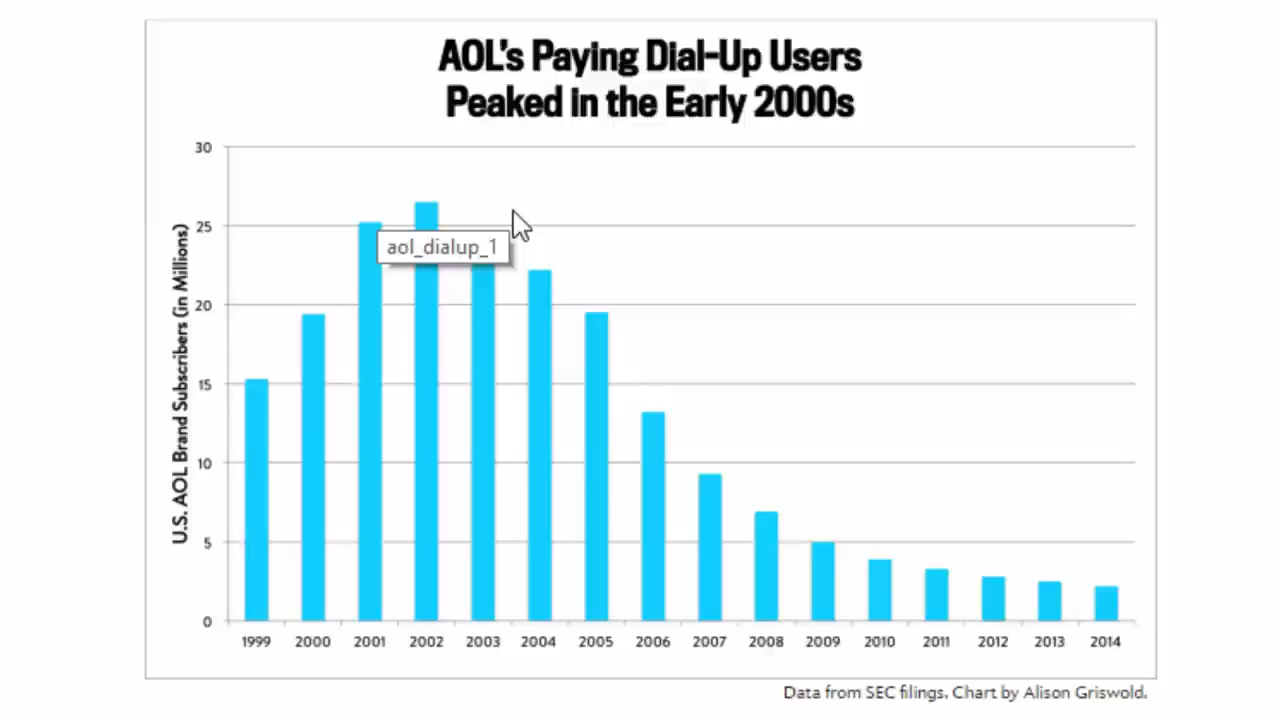 AOL's Paying Dial-Up Users
Peaked in the Early 2000s
U.S. AOL Brand Subscribers (in Millions)
30
25
20
15
10
5
0
aol_dialup_1
1999 2000 2001 2002 2003 2004 2005 2006 2007 2008 2009 2010 2011 2012 2013 2014
Data from SEC filings. Chart by Alison Griswold.